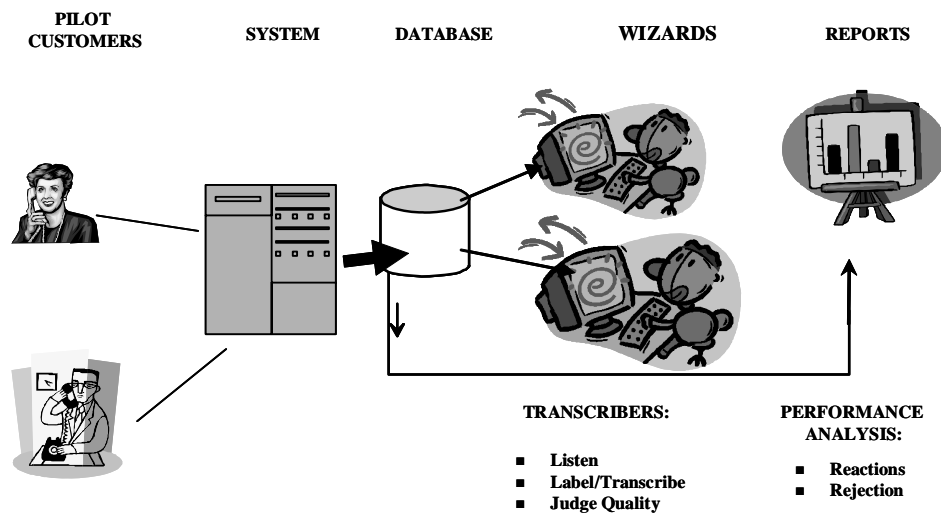 PILOT
CUSTOMERS
SYSTEM
DATABASE
WIZARDS
REPORTS
TRANSCRIBERS:
■ Listen
■ Label/Transcribe
■ Judge Quality
PERFORMANCE
ANALYSIS:
■ Reactions
■ Rejection